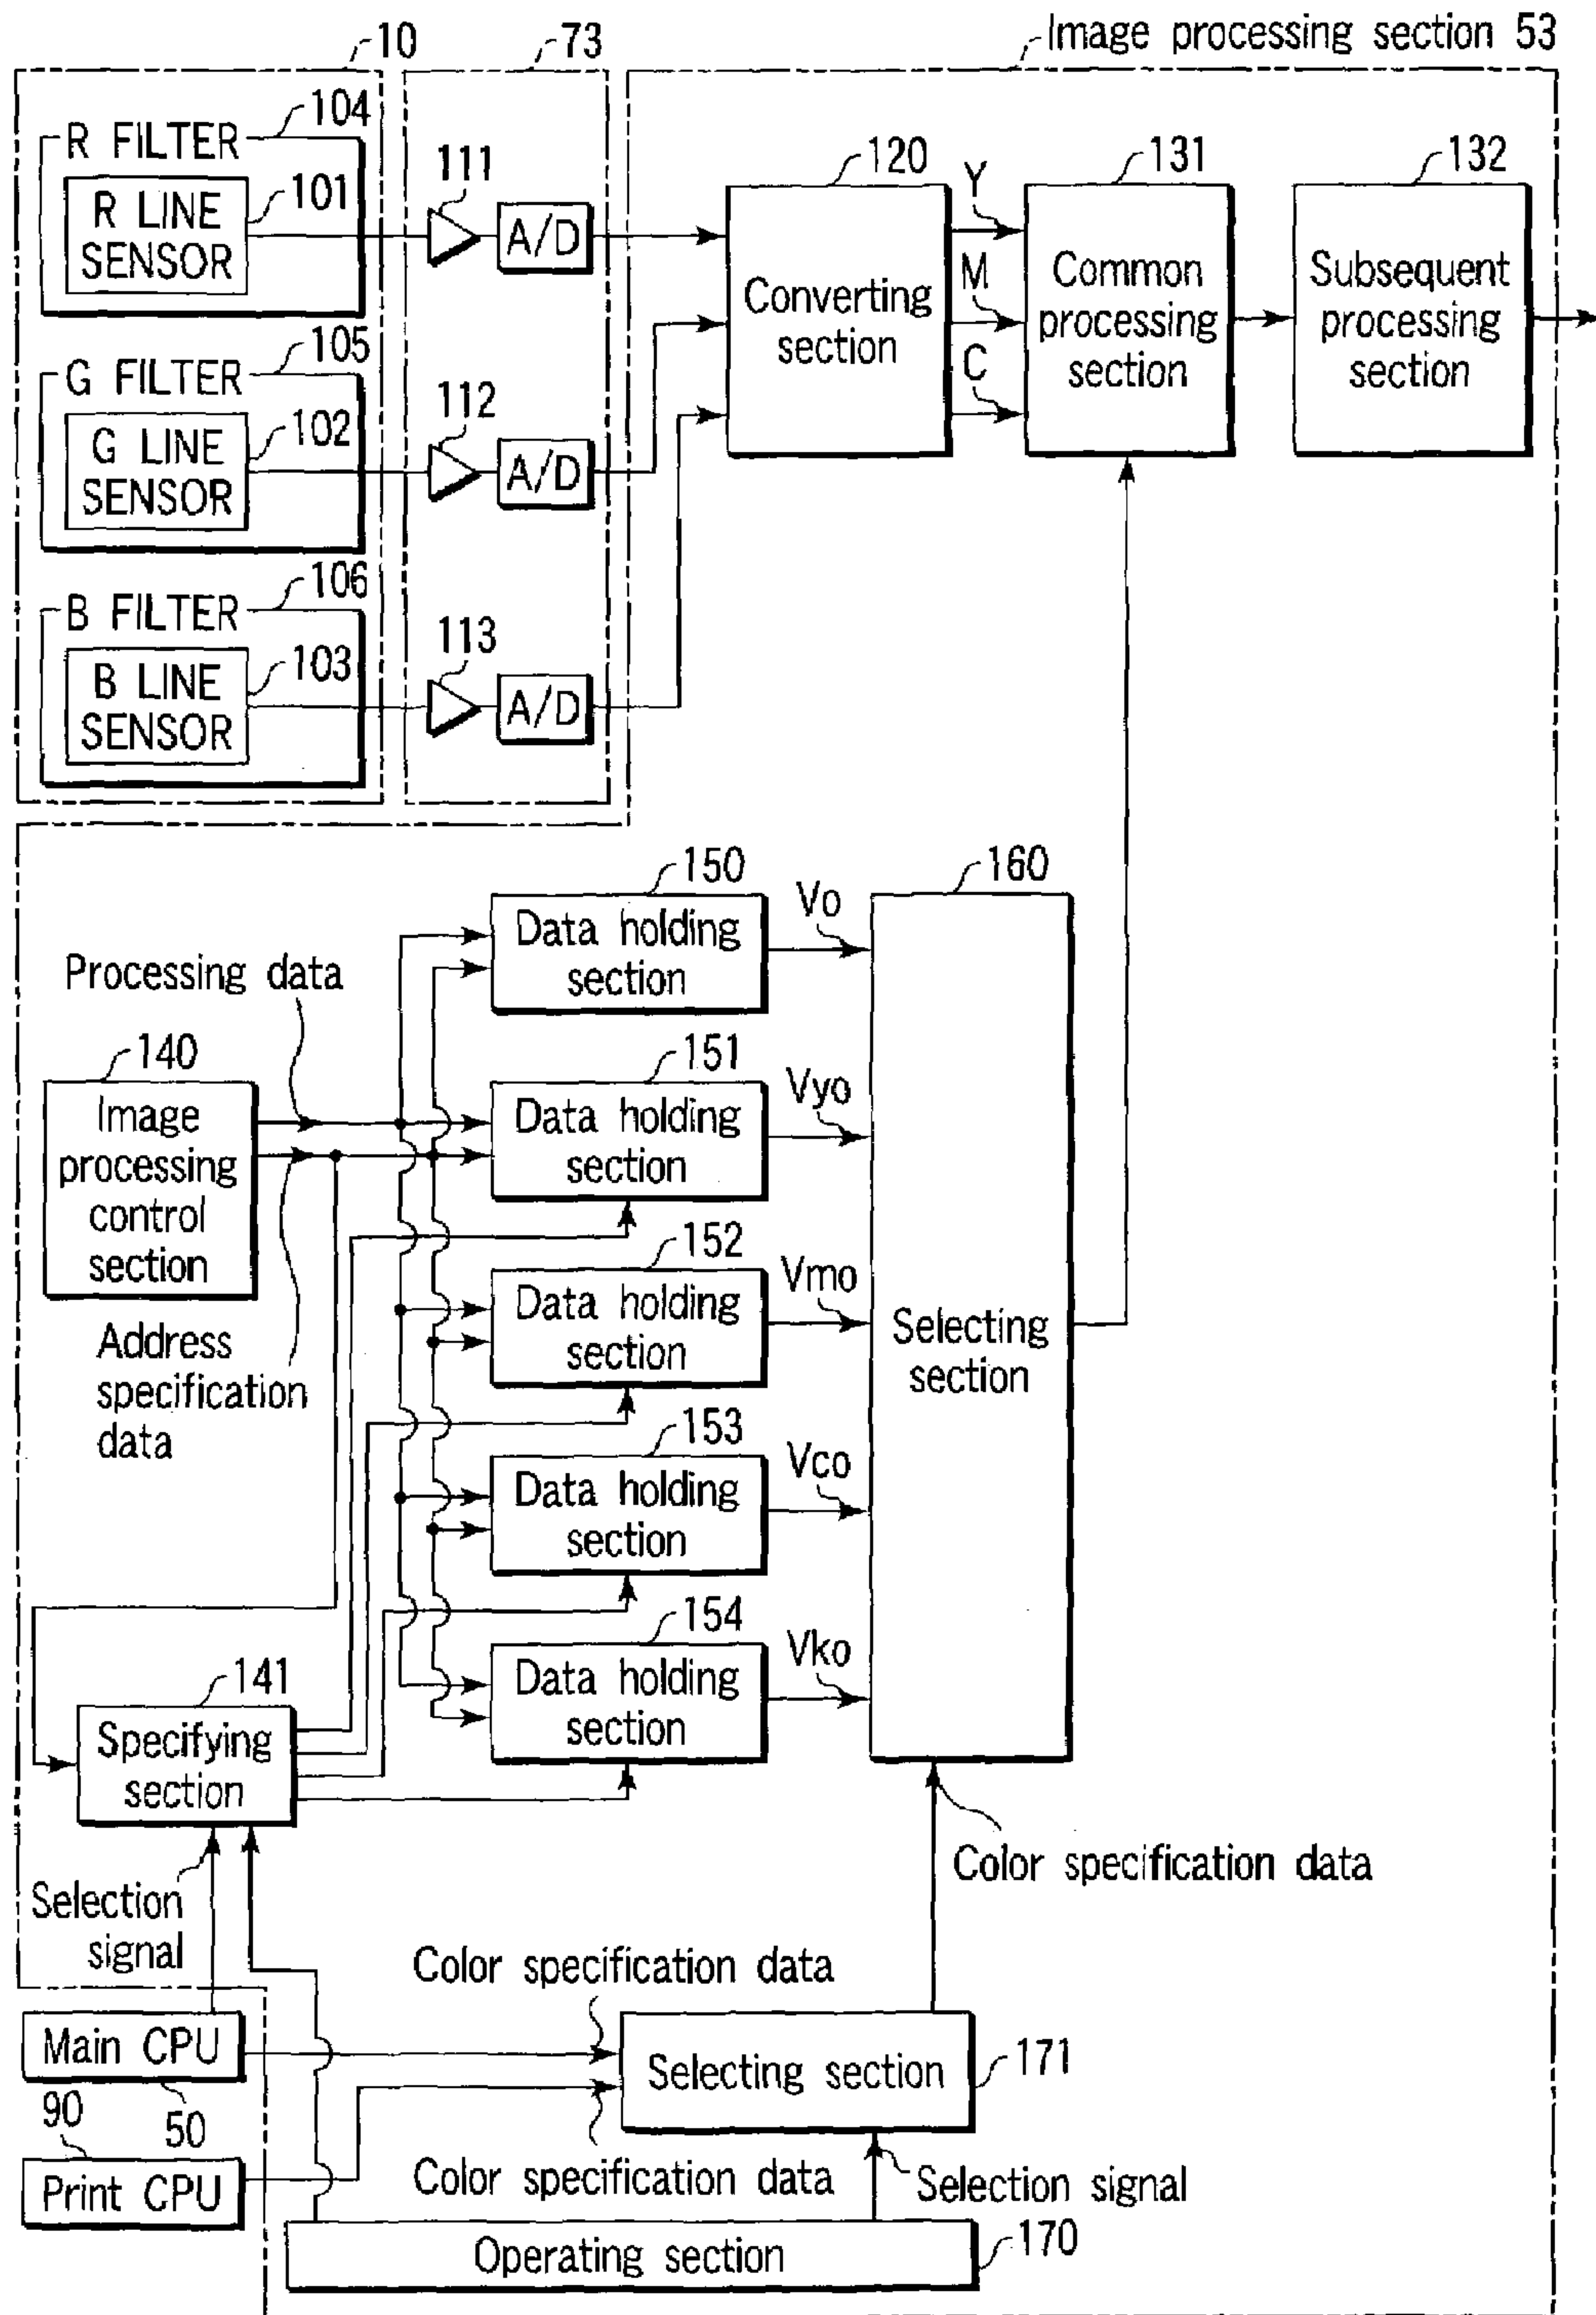 10
73
Image processing section 53
104
R FILTER
101
R LINE
SENSOR
111
A/D
120
Converting
section
Y
M
C
131
Common
processing
section
132
Subsequent
processing
section
105
G FILTER
102
G LINE
SENSOR
112
A/D
106
B FILTER
103
B LINE
SENSOR
113
A/D
150
Data holding
section
Vo
160
Selecting
section
Processing data
140
Image
processing
control
section
151
Data holding
section
Vyo
Address
specification
data
152
Data holding
section
Vmo
153
Data holding
section
Vco
154
Data holding
section
Vko
141
Specifying
section
Selection
signal
Color specification data
Color specification data
Main CPU
50
Selecting section
171
90
Print CPU
Color specification data
Selection signal
Operating section
170